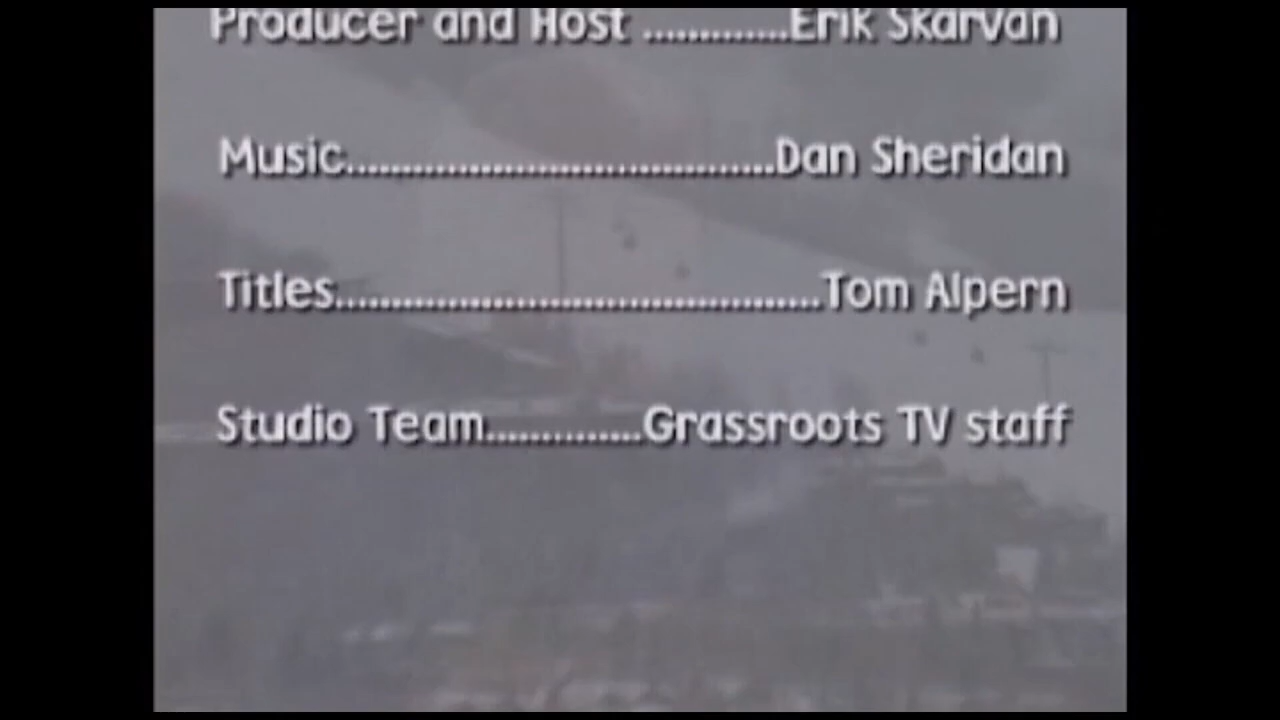 Producer and Host .............Erik Skarvan
Music.......................................Dan Sheridan
Titles............................................Tom Alpern
Studio Team..............Grassroots TV staff